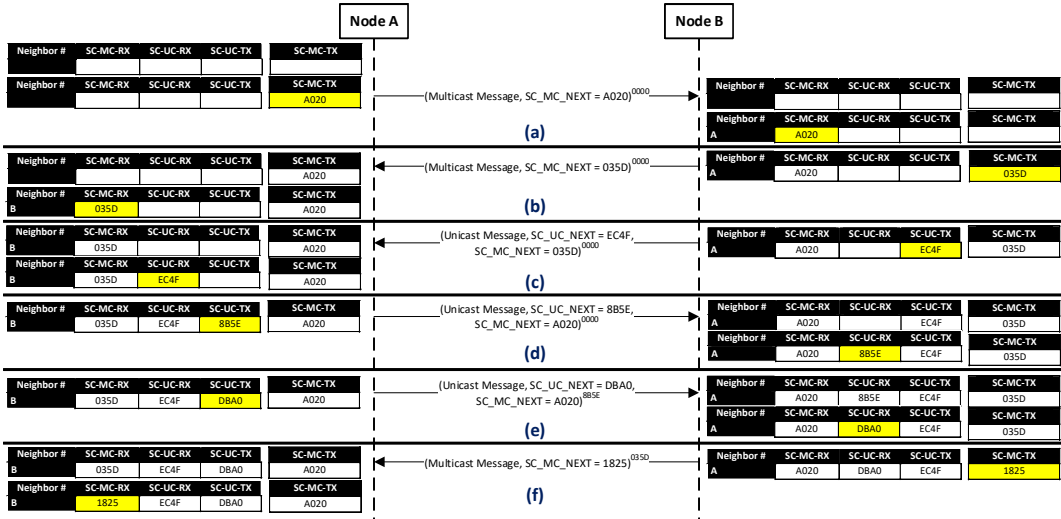 Node A Node B
Neighbor # SC-MC-RX SC-UC-RX SC-UC-TX SC-MC-TX
Neighbor # SC-MC-RX SC-UC-RX SC-UC-TX SC-MC-TX
A020
(Multicast Message, SC_MC_NEXT = A020)0000
Neighbor # SC-MC-RX SC-UC-RX SC-UC-TX SC-MC-TX
Neighbor # SC-MC-RX SC-UC-RX SC-UC-TX SC-MC-TX
A A020
(a)
Neighbor # SC-MC-RX SC-UC-RX SC-UC-TX SC-MC-TX
A020
Neighbor # SC-MC-RX SC-UC-RX SC-UC-TX SC-MC-TX
B 035D A020
(Multicast Message, SC_MC_NEXT = 035D)0000
Neighbor # SC-MC-RX SC-UC-RX SC-UC-TX SC-MC-TX
A A020 035D
(b)
Neighbor # SC-MC-RX SC-UC-RX SC-UC-TX SC-MC-TX
B 035D A020
Neighbor # SC-MC-RX SC-UC-RX SC-UC-TX SC-MC-TX
B 035D EC4F A020
(Unicast Message, SC_UC_NEXT = EC4F,
SC_MC_NEXT = 035D)0000
Neighbor # SC-MC-RX SC-UC-RX SC-UC-TX SC-MC-TX
A A020 EC4F 035D
(c)
Neighbor # SC-MC-RX SC-UC-RX SC-UC-TX SC-MC-TX
B 035D EC4F 8B5E A020
(Unicast Message, SC_UC_NEXT = 8B5E,
SC_MC_NEXT = A020)0000
Neighbor # SC-MC-RX SC-UC-RX SC-UC-TX SC-MC-TX
A A020 EC4F 035D
Neighbor # SC-MC-RX SC-UC-RX SC-UC-TX SC-MC-TX
A A020 8B5E EC4F 035D
(d)
Neighbor # SC-MC-RX SC-UC-RX SC-UC-TX SC-MC-TX
B 035D EC4F DBA0 A020
(Unicast Message, SC_UC_NEXT = DBA0,
SC_MC_NEXT = A020)8B5E
Neighbor # SC-MC-RX SC-UC-RX SC-UC-TX SC-MC-TX
A A020 8B5E EC4F 035D
Neighbor # SC-MC-RX SC-UC-RX SC-UC-TX SC-MC-TX
A A020 DBA0 EC4F 035D
(e)
Neighbor # SC-MC-RX SC-UC-RX SC-UC-TX SC-MC-TX
B 035D EC4F DBA0 A020
Neighbor # SC-MC-RX SC-UC-RX SC-UC-TX SC-MC-TX
B 1825 EC4F DBA0 A020
(Multicast Message, SC_MC_NEXT = 1825)035D
Neighbor # SC-MC-RX SC-UC-RX SC-UC-TX SC-MC-TX
A A020 DBA0 EC4F 1825
(f)